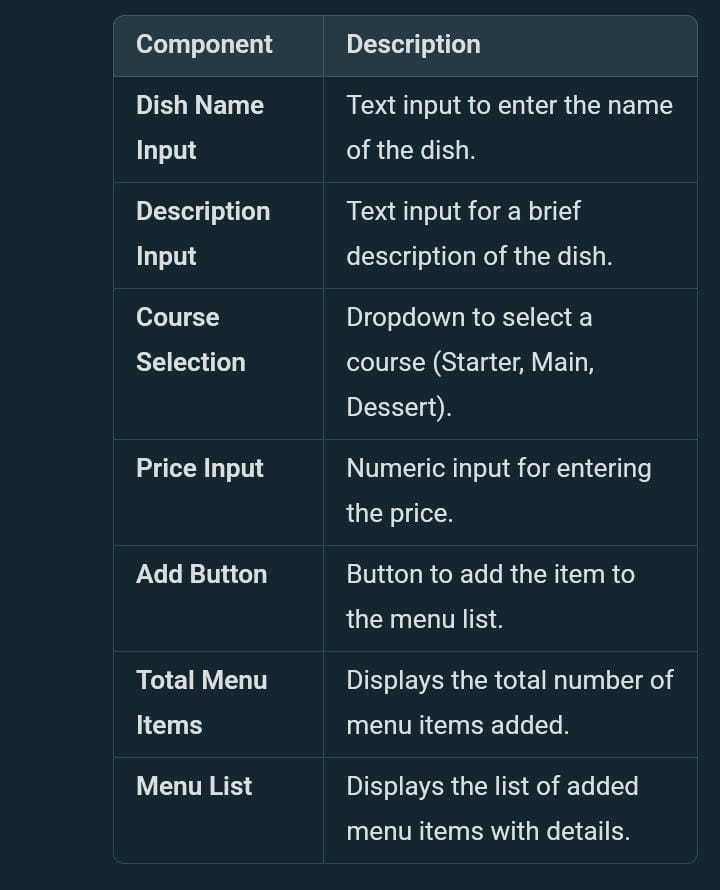 Component Description
Dish Name Text input to enter the name
Input of the dish.
Description Text input for a brief
Input description of the dish.
Course Dropdown to select a
Selection course (Starter, Main,
Dessert).
Price Input Numeric input for entering
the price.
Add Button Button to add the item to
the menu list.
Total Menu Displays the total number of
Items menu items added.
Menu List Displays the list of added
menu items with details.